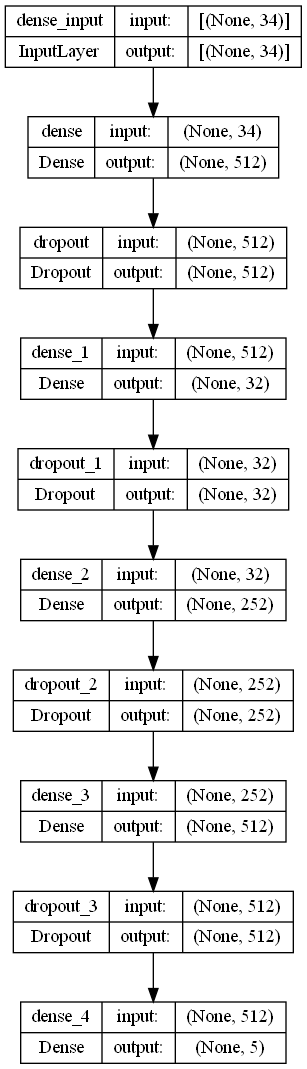 dense_input input: [(None, 34)]
InputLayer output: [(None, 34)]
dense input: (None, 34)
Dense output: (None, 512)
dropout input: (None, 512)
Dropout output: (None, 512)
dense_1 input: (None, 512)
Dense output: (None, 32)
dropout_1 input: (None, 32)
Dropout output: (None, 32)
dense_2 input: (None, 32)
Dense output: (None, 252)
dropout_2 input: (None, 252)
Dropout output: (None, 252)
dense_3 input: (None, 252)
Dense output: (None, 512)
dropout_3 input: (None, 512)
Dropout output: (None, 512)
dense_4 input: (None, 512)
Dense output: (None, 5)